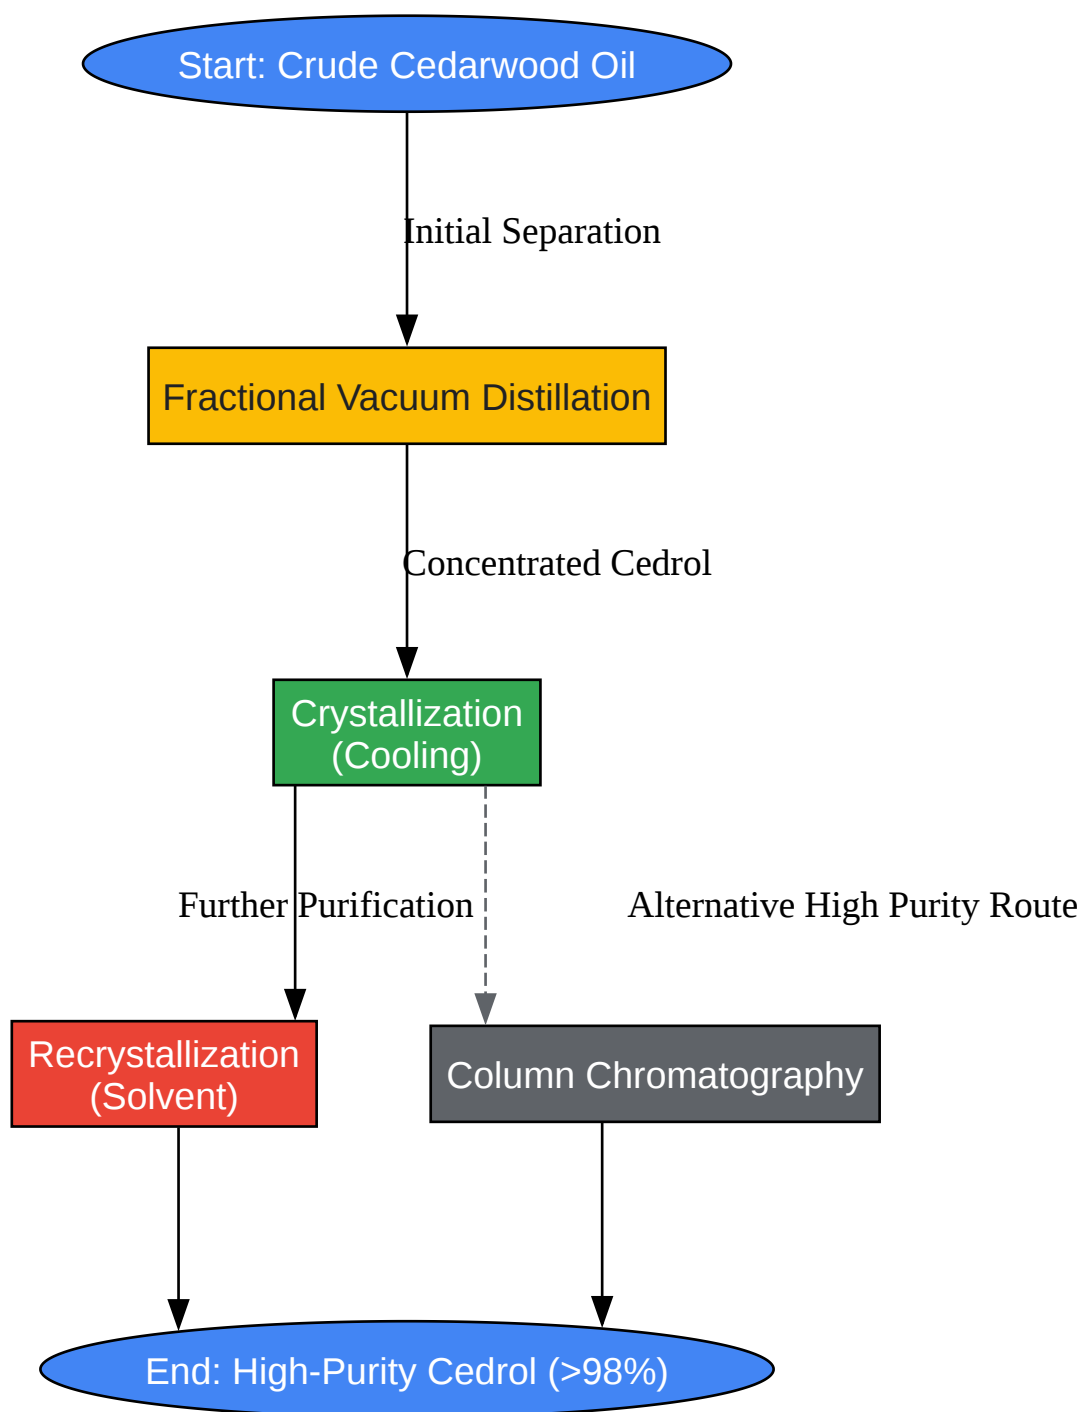 Start: Crude Cedarwood Oil
Initial Separation
Fractional Vacuum Distillation
Concentrated Cedrol
Crystallization
(Cooling)
Further Purification
Alternative High Purity Route
Recrystallization
(Solvent)
Column Chromatography
End: High-Purity Cedrol (>98%)